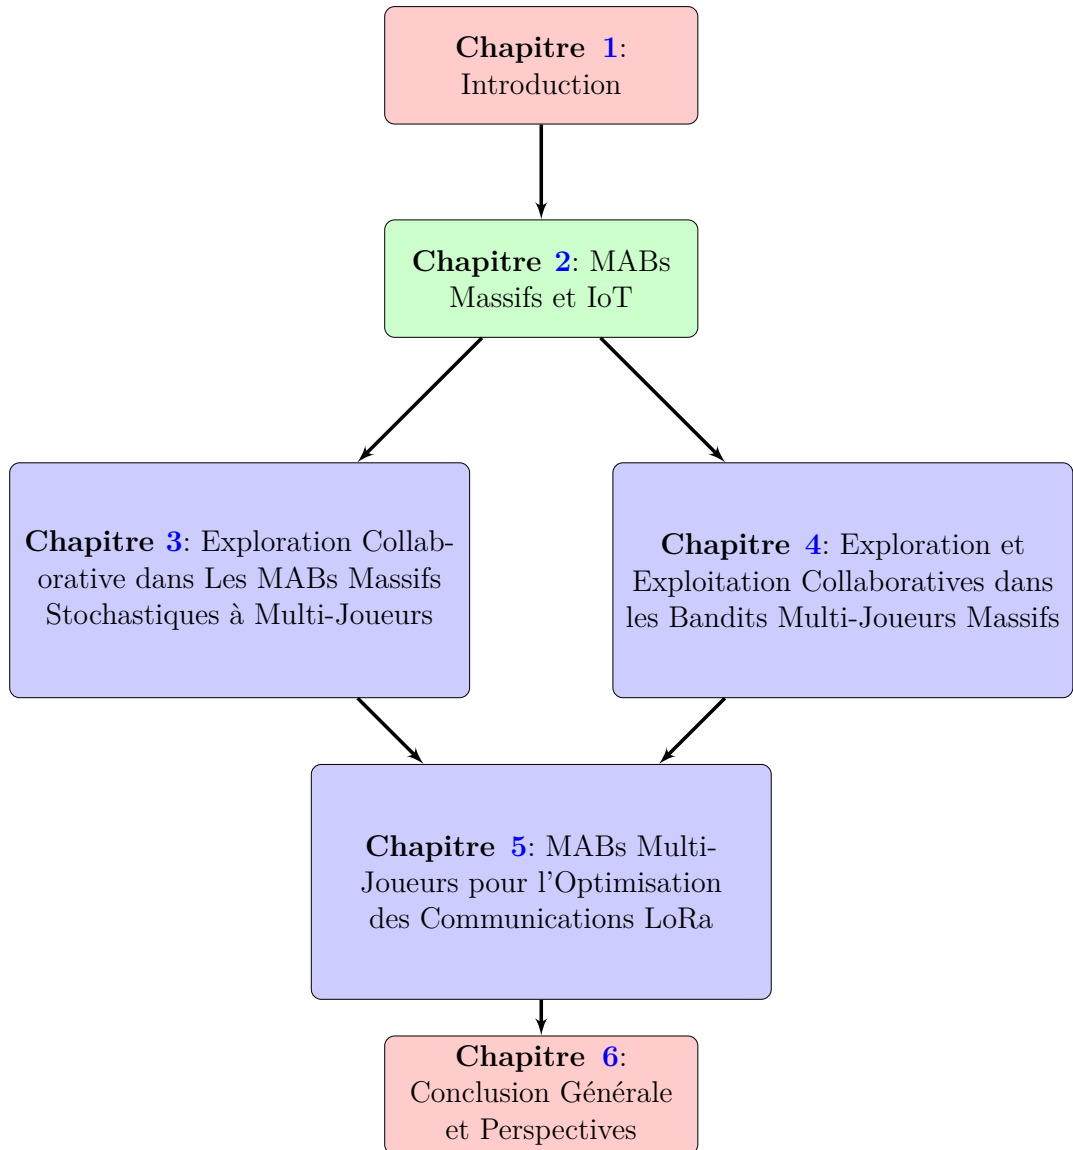 Chapitre 1:
Introduction
Chapitre 2: MABs
Massifs et IoT
Chapitre 3: Exploration Collab-
orative dans Les MABs Massifs
Stochastiques à Multi-Joueurs
Chapitre 4: Exploration et
Exploitation Collaboratives dans
les Bandits Multi-Joueurs Massifs
Chapitre 5: MABs Multi-
Joueurs pour l'Optimisation
des Communications LoRa
Chapitre 6:
Conclusion Générale
et Perspectives